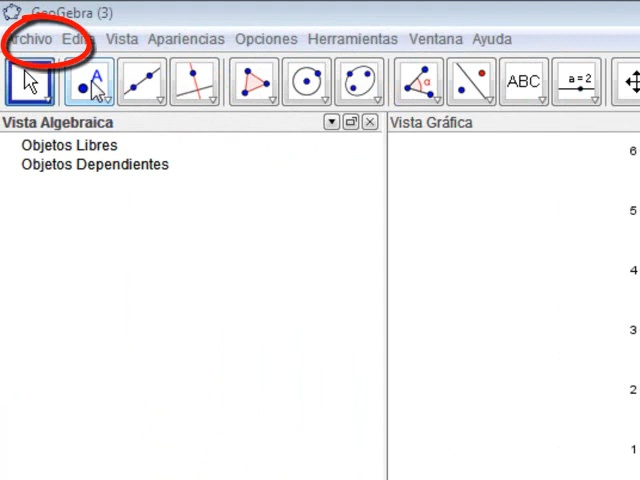 GeoGebra (3)
Archivo Edita Vista Apariencias Opciones Herramientas Ventana Ayuda
A α a = 2
ABC
Vista Algebraica Vista Gráfica
Objetos Libres
Objetos Dependientes
6
5
4
3
2
1